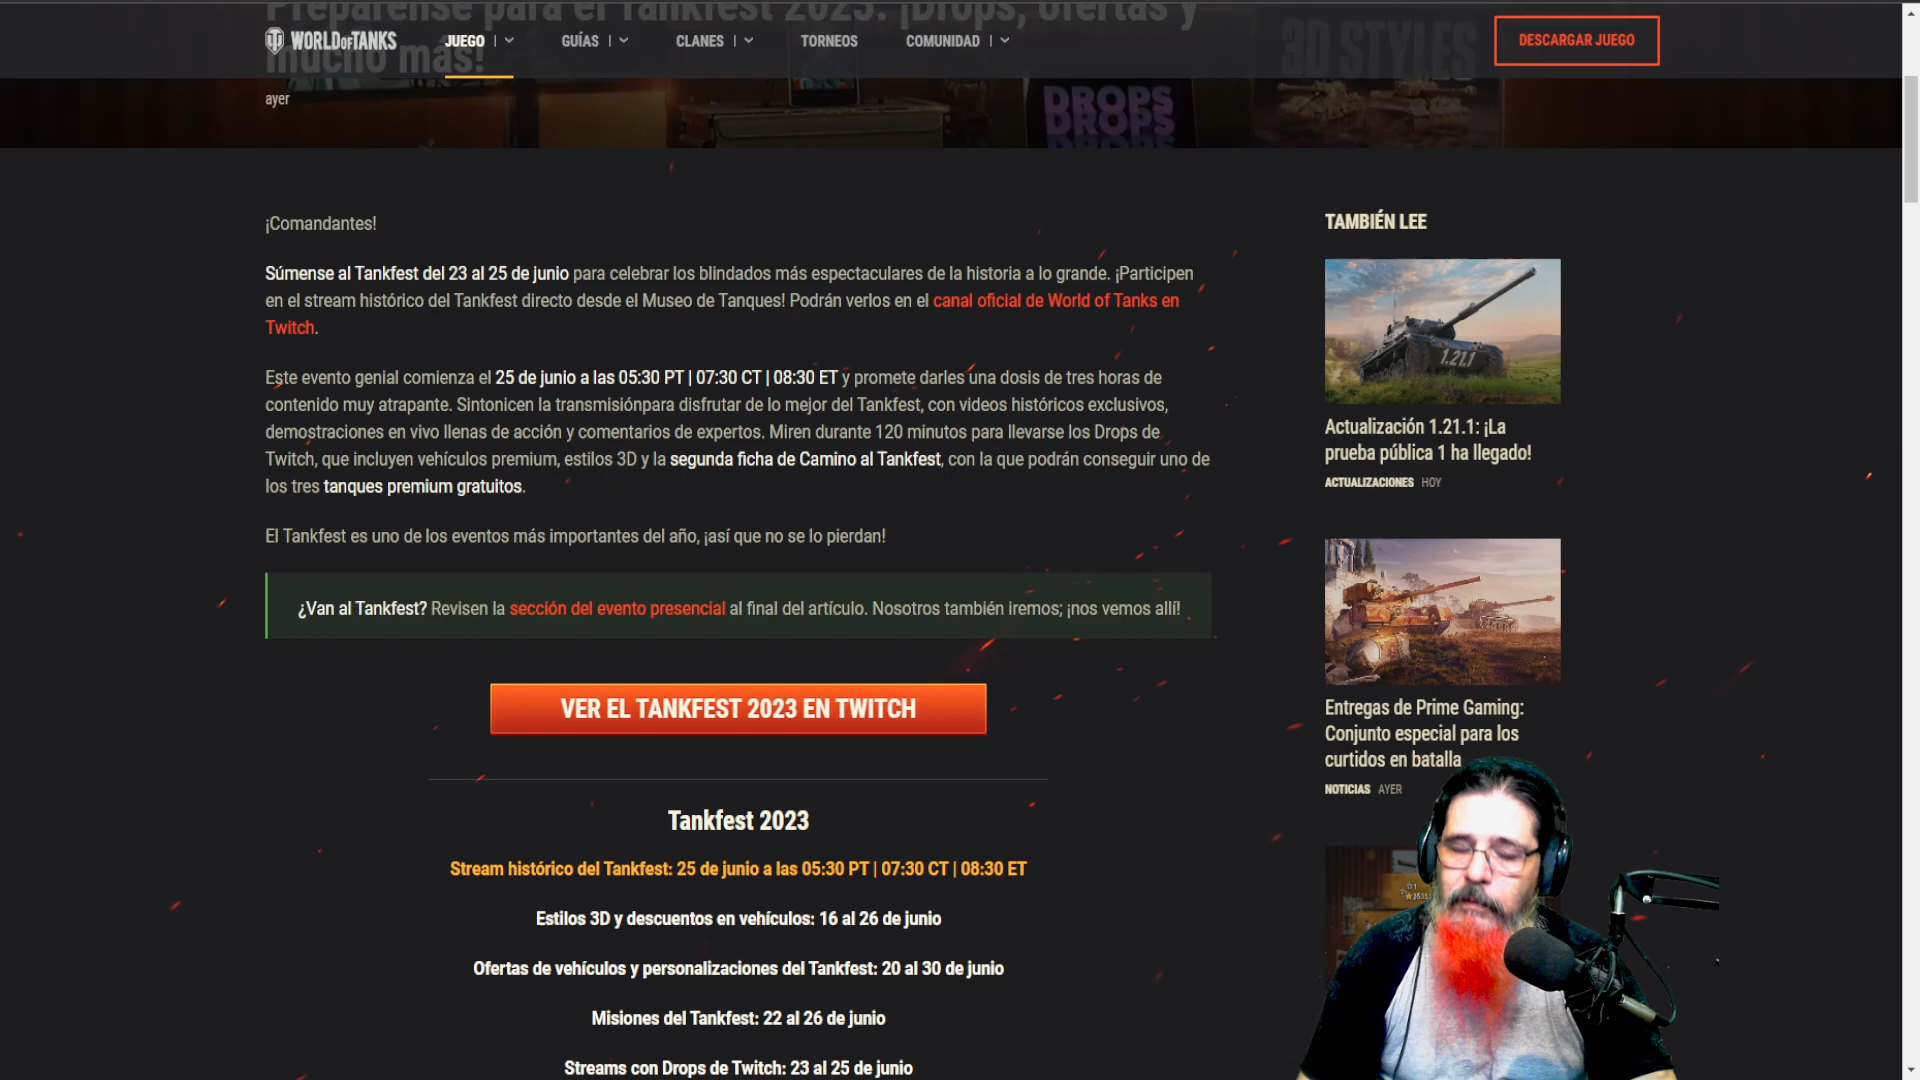 Prepárense para el Tankfest 2023: ¡Drops, ofertas y
mucho más!
WORLD OF TANKS
JUEGO
GUÍAS
CLANES
TORNEOS
COMUNIDAD
DESCARGAR JUEGO
3D STYLES
ayer
DROPS
DROPS
DROPS
¡Comandantes!
Súmense al Tankfest del 23 al 25 de junio para celebrar los blindados más espectaculares de la historia a lo grande. ¡Participen
en el stream histórico del Tankfest directo desde el Museo de Tanques! Podrán verlos en el canal oficial de World of Tanks en
Twitch.
Este evento genial comienza el 25 de junio a las 05:30 PT | 07:30 CT | 08:30 ET y promete darles una dosis de tres horas de
contenido muy atrapante. Sintonicen la transmisiónpara disfrutar de lo mejor del Tankfest, con videos históricos exclusivos,
demostraciones en vivo llenas de acción y comentarios de expertos. Miren durante 120 minutos para llevarse los Drops de
Twitch, que incluyen vehículos premium, estilos 3D y la segunda ficha de Camino al Tankfest, con la que podrán conseguir uno de
los tres tanques premium gratuitos.
El Tankfest es uno de los eventos más importantes del año, ¡así que no se lo pierdan!
¿Van al Tankfest? Revisen la sección del evento presencial al final del artículo. Nosotros también iremos; ¡nos vemos allí!
VER EL TANKFEST 2023 EN TWITCH
Tankfest 2023
Stream histórico del Tankfest: 25 de junio a las 05:30 PT | 07:30 CT | 08:30 ET
Estilos 3D y descuentos en vehículos: 16 al 26 de junio
Ofertas de vehículos y personalizaciones del Tankfest: 20 al 30 de junio
Misiones del Tankfest: 22 al 26 de junio
Streams con Drops de Twitch: 23 al 25 de junio
TAMBIÉN LEE
1.21.1
Actualización 1.21.1: ¡La
prueba pública 1 ha llegado!
ACTUALIZACIONES HOY
Entregas de Prime Gaming:
Conjunto especial para los
curtidos en batalla
NOTICIAS AYER